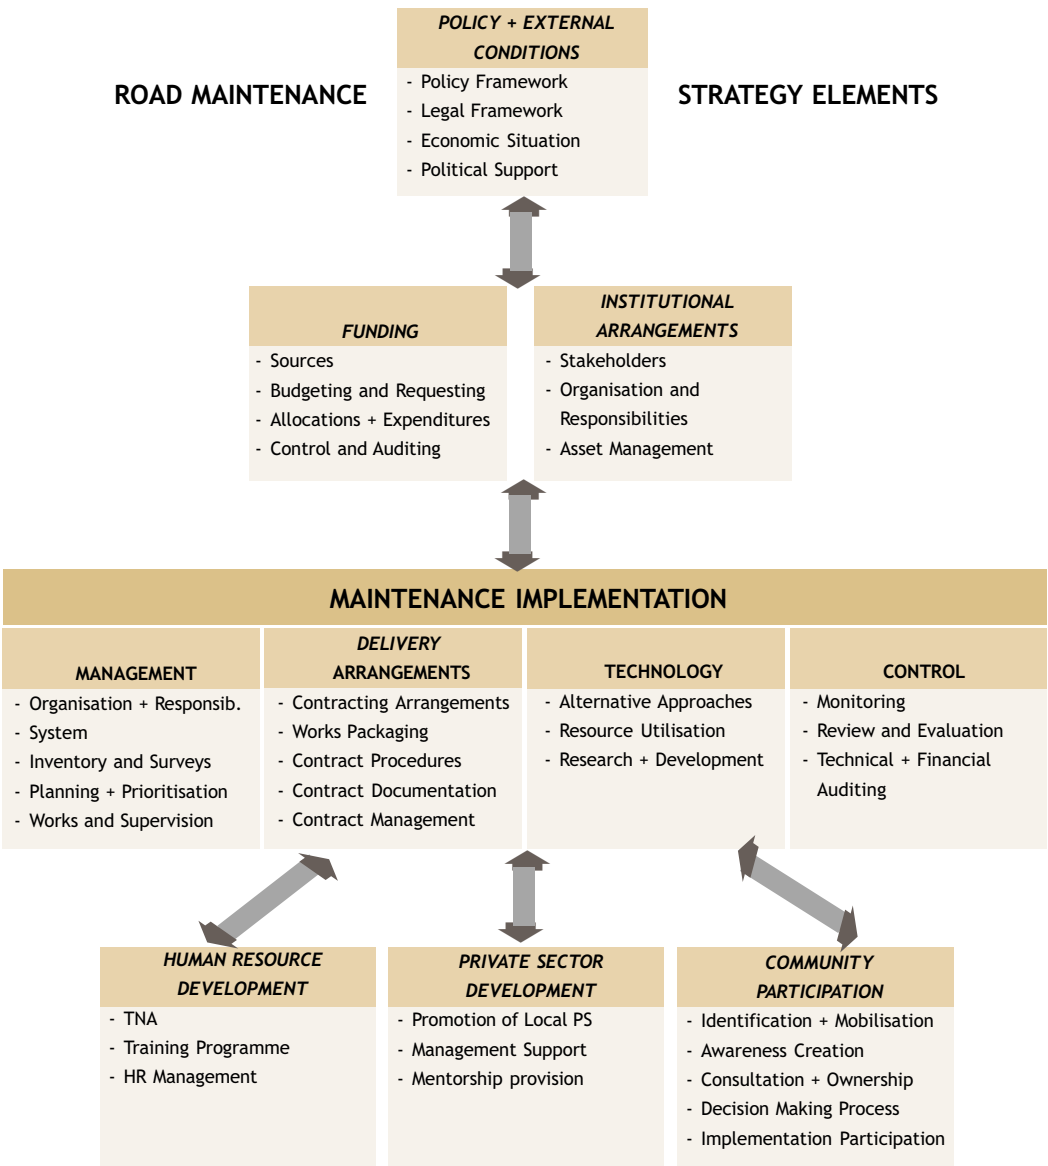 POLICY + EXTERNAL
CONDITIONS
- Policy Framework
- Legal Framework
- Economic Situation
- Political Support
ROAD MAINTENANCE
STRATEGY ELEMENTS
FUNDING
- Sources
- Budgeting and Requesting
- Allocations + Expenditures
- Control and Auditing
INSTITUTIONAL
ARRANGEMENTS
- Stakeholders
- Organisation and
Responsibilities
- Asset Management
MAINTENANCE IMPLEMENTATION
MANAGEMENT
- Organisation + Responsib.
- System
- Inventory and Surveys
- Planning + Prioritisation
- Works and Supervision
DELIVERY
ARRANGEMENTS
- Contracting Arrangements
- Works Packaging
- Contract Procedures
- Contract Documentation
- Contract Management
TECHNOLOGY
- Alternative Approaches
- Resource Utilisation
- Research + Development
CONTROL
- Monitoring
- Review and Evaluation
- Technical + Financial
Auditing
HUMAN RESOURCE
DEVELOPMENT
- TNA
- Training Programme
- HR Management
PRIVATE SECTOR
DEVELOPMENT
- Promotion of Local PS
- Management Support
- Mentorship provision
COMMUNITY
PARTICIPATION
- Identification + Mobilisation
- Awareness Creation
- Consultation + Ownership
- Decision Making Process
- Implementation Participation